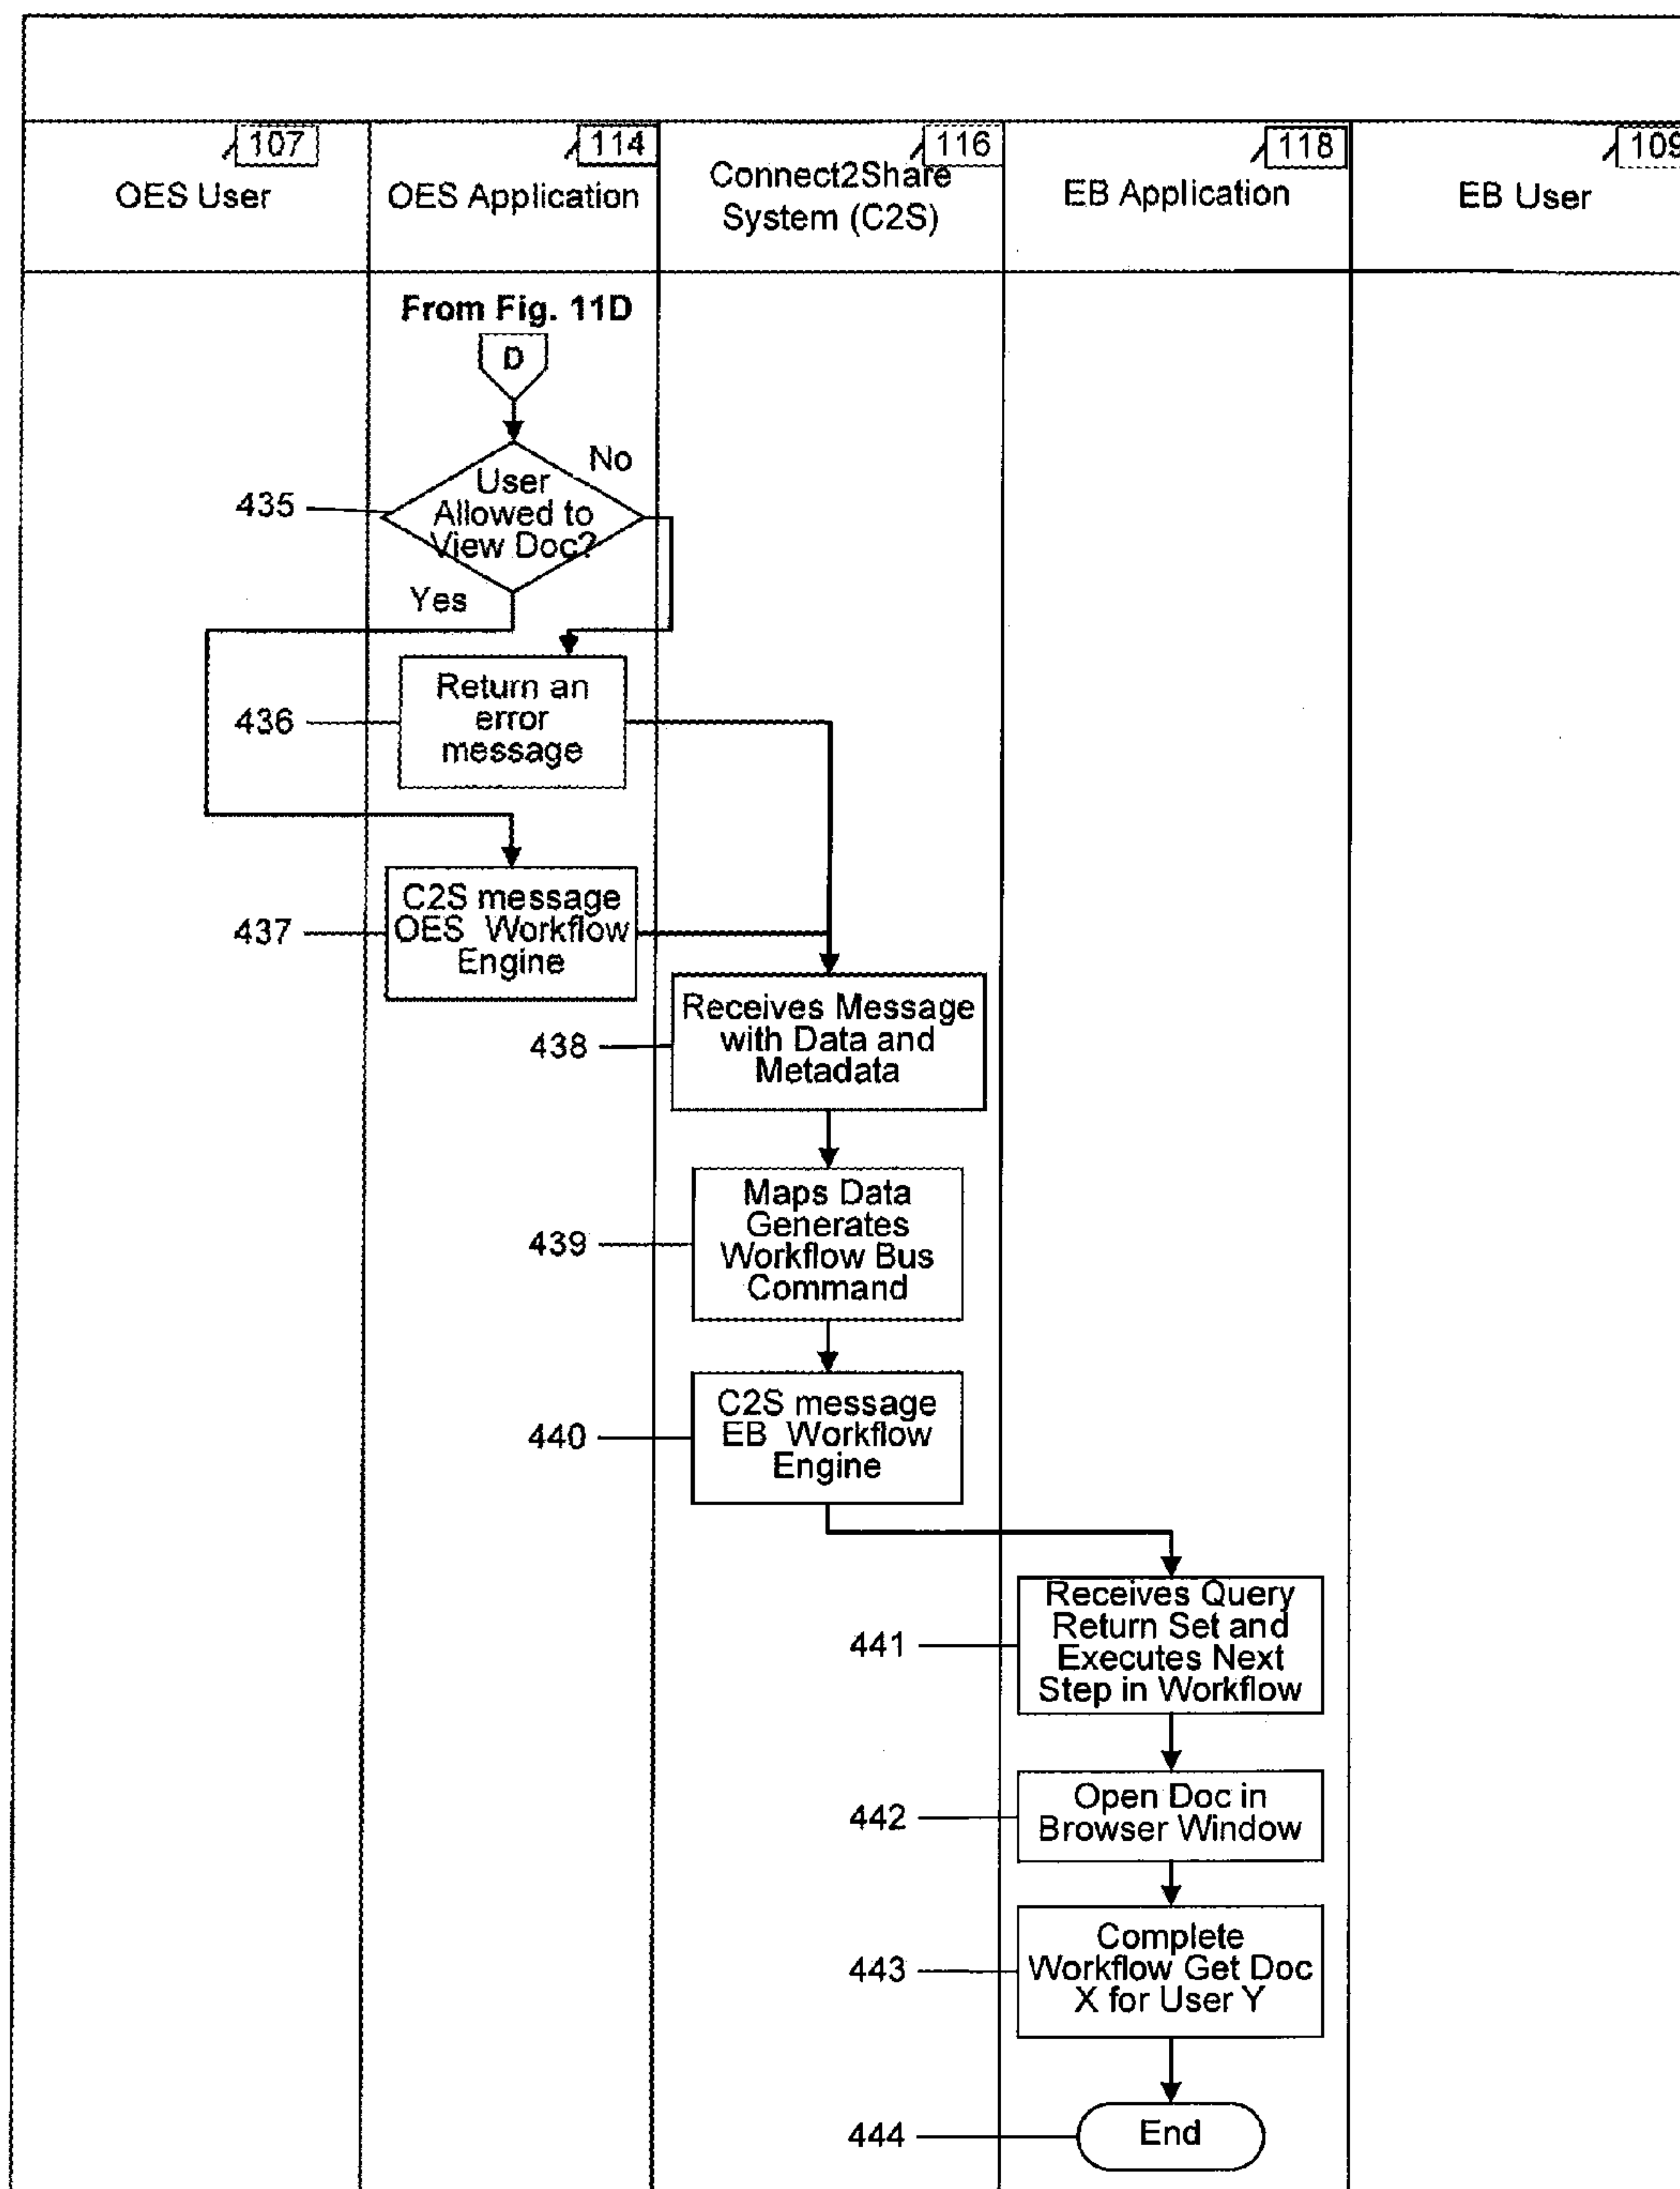 107
114
116
118
109
OES User
OES Application
Connect2Share
System (C2S)
EB Application
EB User
From Fig. 11D
D
No
435
User
Allowed to
View Doc?
Yes
436
Return an
error
message
437
C2S message
OES Workflow
Engine
438
Receives Message
with Data and
Metadata
439
Maps Data
Generates
Workflow Bus
Command
440
C2S message
EB Workflow
Engine
441
Receives Query
Return Set and
Executes Next
Step in Workflow
442
Open Doc in
Browser Window
443
Complete
Workflow Get Doc
X for User Y
444
End